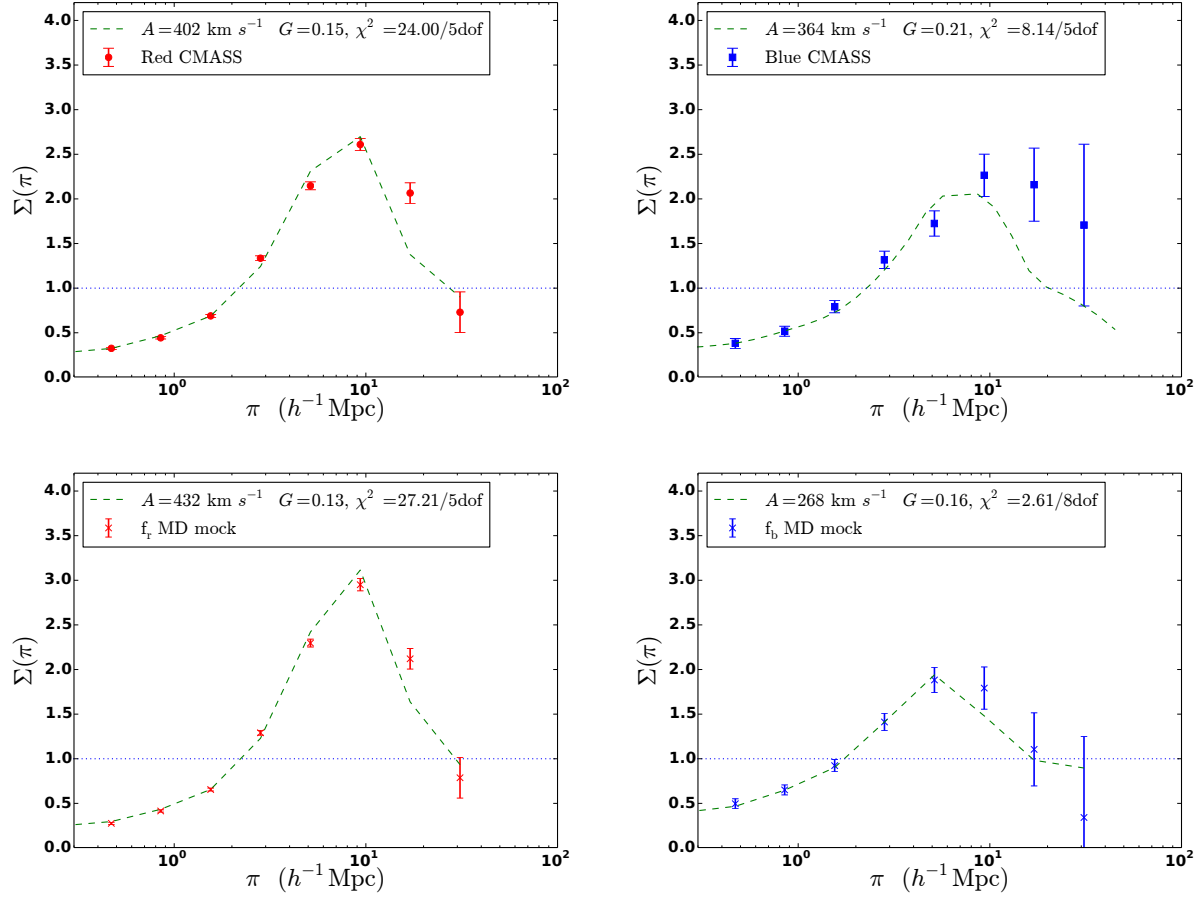 A=402 km s⁻¹ G=0.15, χ² =24.00/5dof
Red CMASS
4.0
3.5
3.0
2.5
2.0
1.5
1.0
0.5
0.0
Σ(π)
10⁰ 10¹ 10²
π (h⁻¹ Mpc)
A=364 km s⁻¹ G=0.21, χ² =8.14/5dof
Blue CMASS
4.0
3.5
3.0
2.5
2.0
1.5
1.0
0.5
0.0
Σ(π)
10⁰ 10¹ 10²
π (h⁻¹ Mpc)
A=432 km s⁻¹ G=0.13, χ² =27.21/5dof
f_r MD mock
4.0
3.5
3.0
2.5
2.0
1.5
1.0
0.5
0.0
Σ(π)
10⁰ 10¹ 10²
π (h⁻¹ Mpc)
A=268 km s⁻¹ G=0.16, χ² =2.61/8dof
f_b MD mock
4.0
3.5
3.0
2.5
2.0
1.5
1.0
0.5
0.0
Σ(π)
10⁰ 10¹ 10²
π (h⁻¹ Mpc)